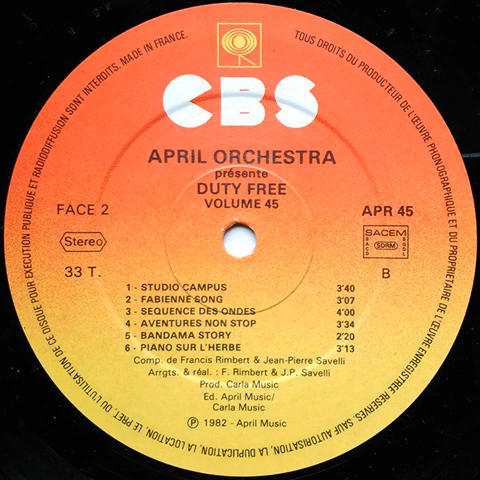 CBS
APRIL ORCHESTRA
présente
DUTY FREE
VOLUME 45
FACE 2
APR 45
Stereo
SACEM
SACD SDRM SGDL
33 T.
B
1 - STUDIO CAMPUS 3'40
2 - FABIENNE SONG 3'07
3 - SEQUENCE DES ONDES 4'00
4 - AVENTURES NON STOP 3'34
5 - BANDAMA STORY 2'20
6 - PIANO SUR L'HERBE 3'13
Comp. de Francis Rimbert & Jean-Pierre Savelli
Arrgts. & réal. : F. Rimbert & J.P. Savelli
Prod. Carla Music
Ed. April Music/
Carla Music
℗ 1982 - April Music
TOUS DROITS DU PRODUCTEUR DE L'ŒUVRE PHONOGRAPHIQUE ET DU PROPRIETAIRE DE L'ŒUVRE ENREGISTREE RESERVES. SAUF AUTORISATION, LA DUPLICATION, LA LOCATION, LE PRET, OU L'UTILISATION DE CE DISQUE POUR EXECUTION PUBLIQUE ET RADIODIFFUSION SONT INTERDITS. MADE IN FRANCE.